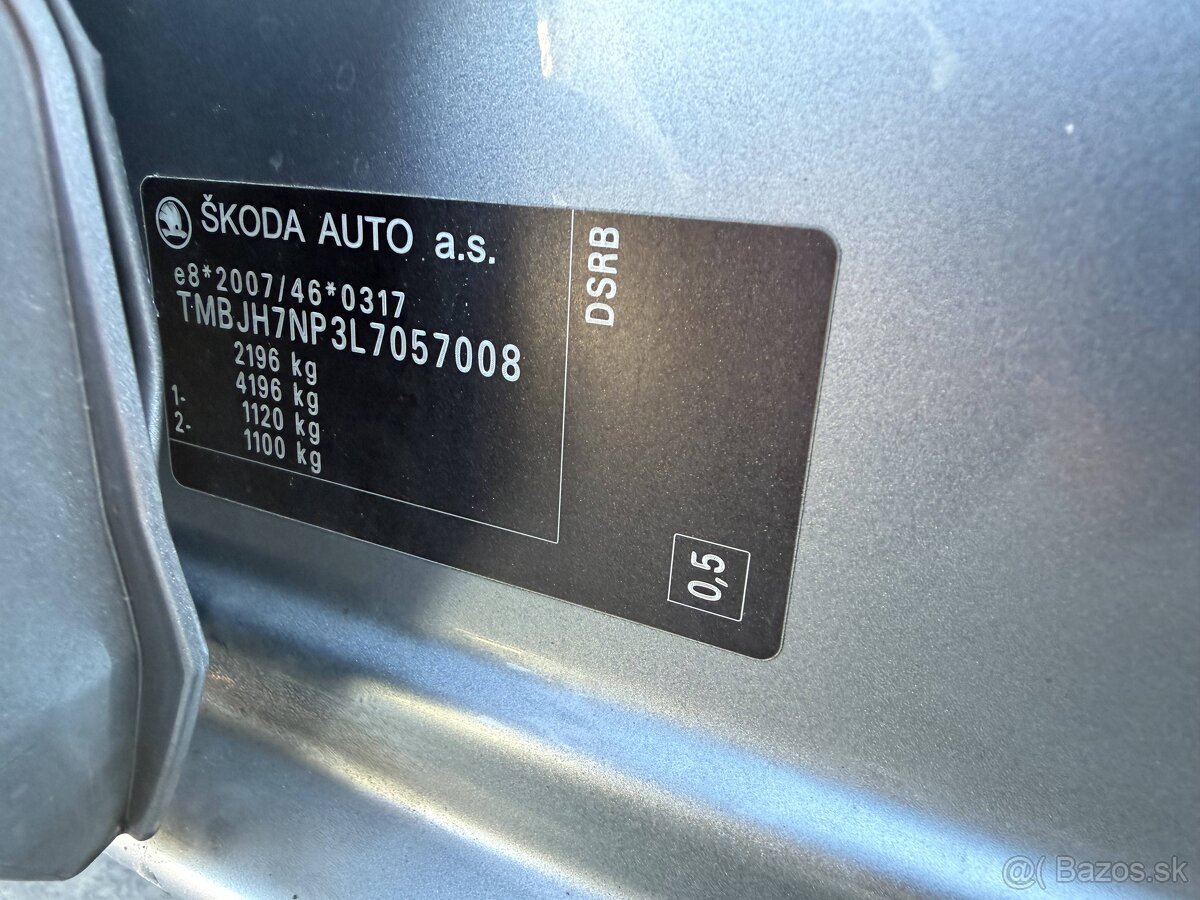 ŠKODA AUTO a.s.
e8*2007/46*0317
TMBJH7NP3L7057008
2196 kg
4196 kg
1- 1120 kg
2- 1100 kg
DSRB
0,5
@( Bazos.sk